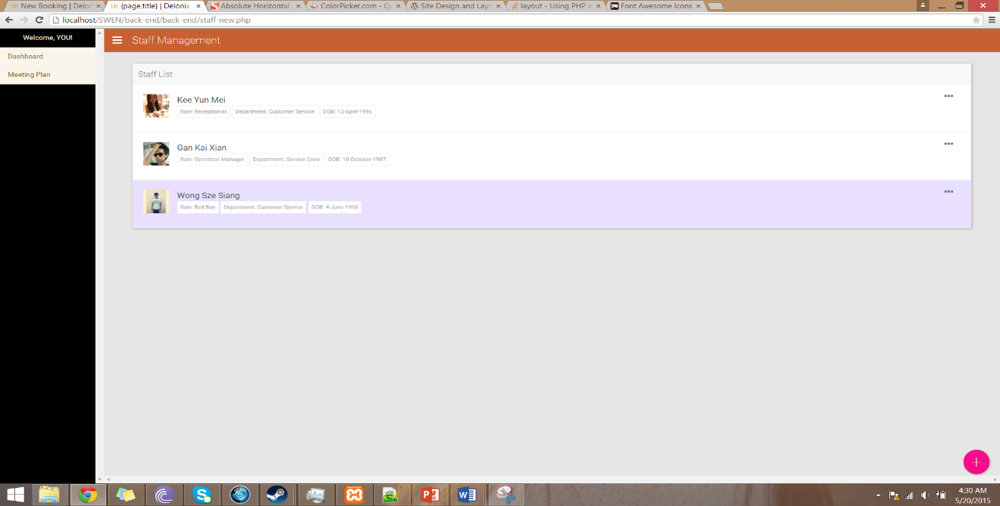 New Booking | Delor
{page.title} | Delonix
Absolute Horizontal
ColorPicker.com - Qu
Site Design and Layo
layout - Using PHP i
Font Awesome Icons
localhost/SWEN/back-end/back-end/staff-new.php
Welcome, YOU!
Dashboard
Meeting Plan
Staff Management
Staff List
Kee Yun Mei
Role: Receptionist
Department: Customer Service
DOB: 12-April-1996
Gan Kai Xian
Role: Operation Manager
Department: Service Crew
DOB: 10-October-1987
Wong Sze Siang
Role: Bell Boy
Department: Customer Service
DOB: 4-June-1995
4:30 AM
5/20/2015